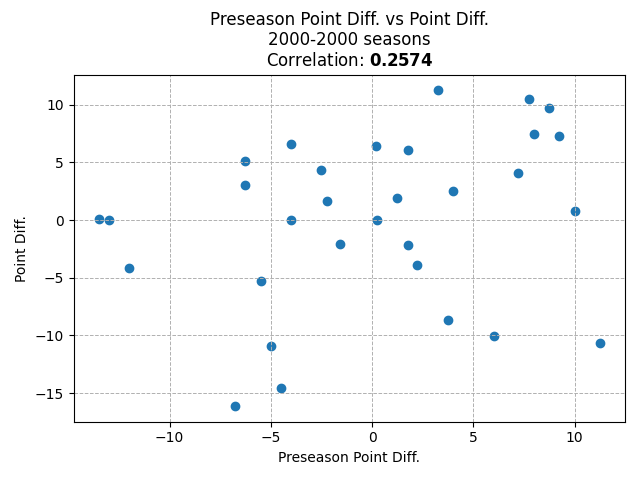 Preseason Point Diff. vs Point Diff.
2000-2000 seasons
Correlation: 0.2574
10
5
0
−5
−10
−15
Point Diff.
−10
−5
0
5
10
Preseason Point Diff.